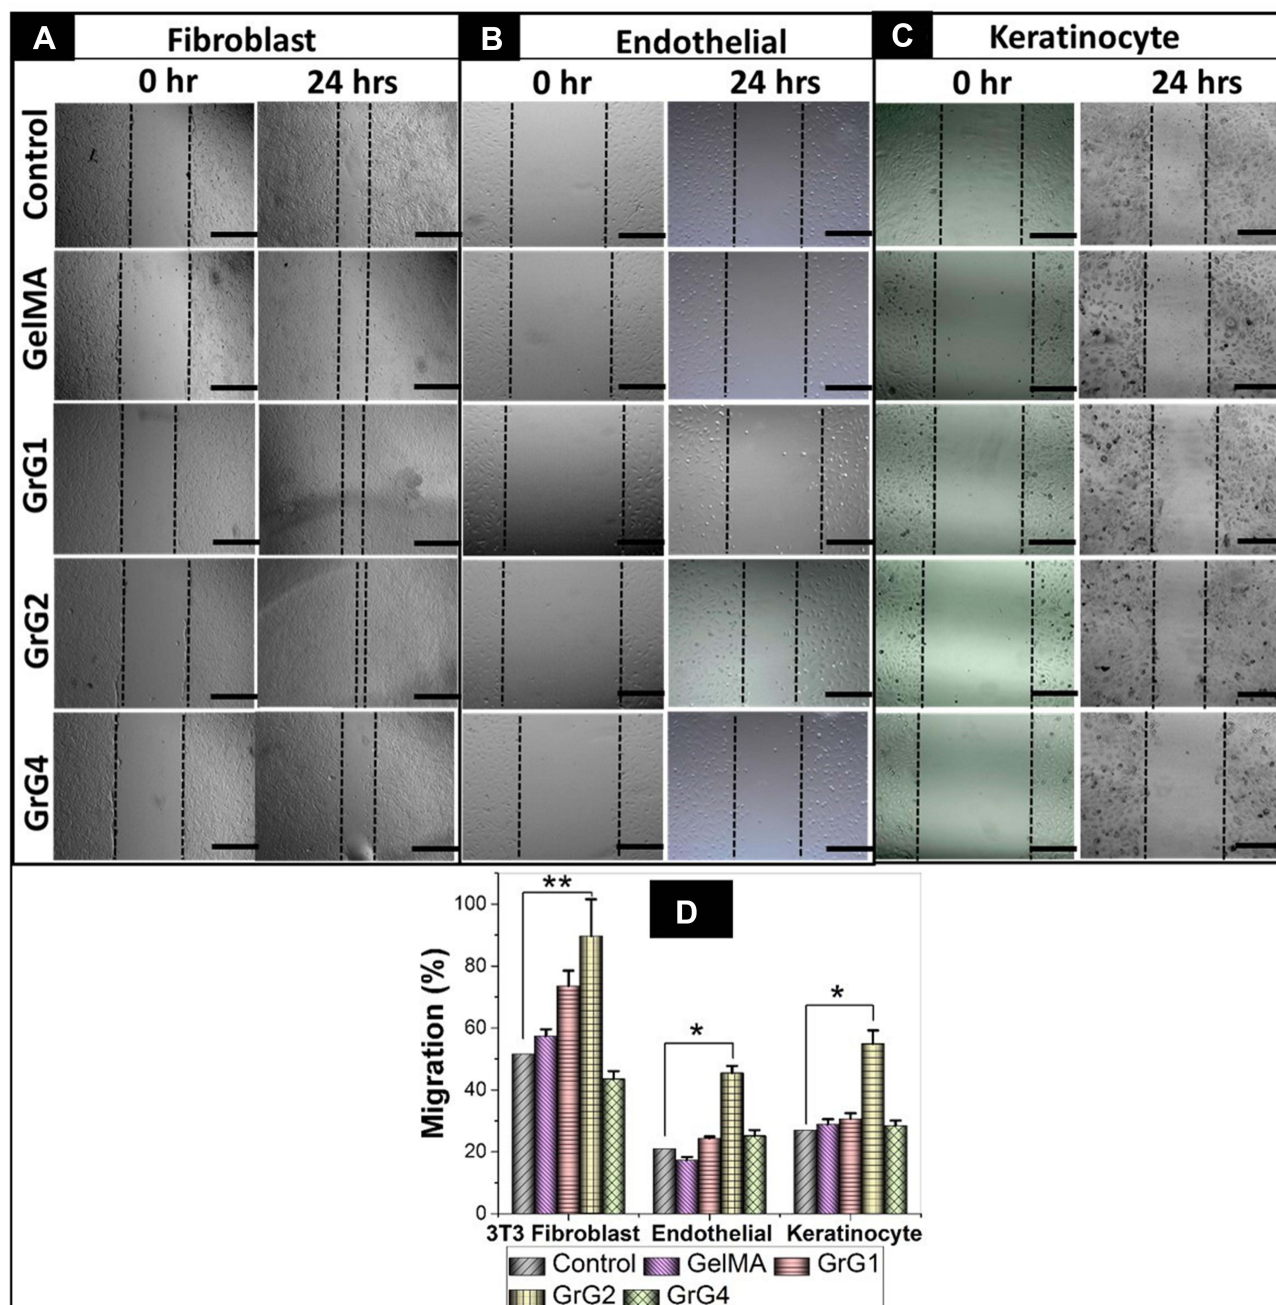 A Fibroblast
0 hr 24 hrs
B Endothelial
0 hr 24 hrs
C Keratinocyte
0 hr 24 hrs
Control
GelMA
GrG1
GrG2
GrG4
D
Migration (%)
100
80
60
40
20
0
**
*
*
3T3 Fibroblast Endothelial Keratinocyte
Control GelMA GrG1
GrG2 GrG4